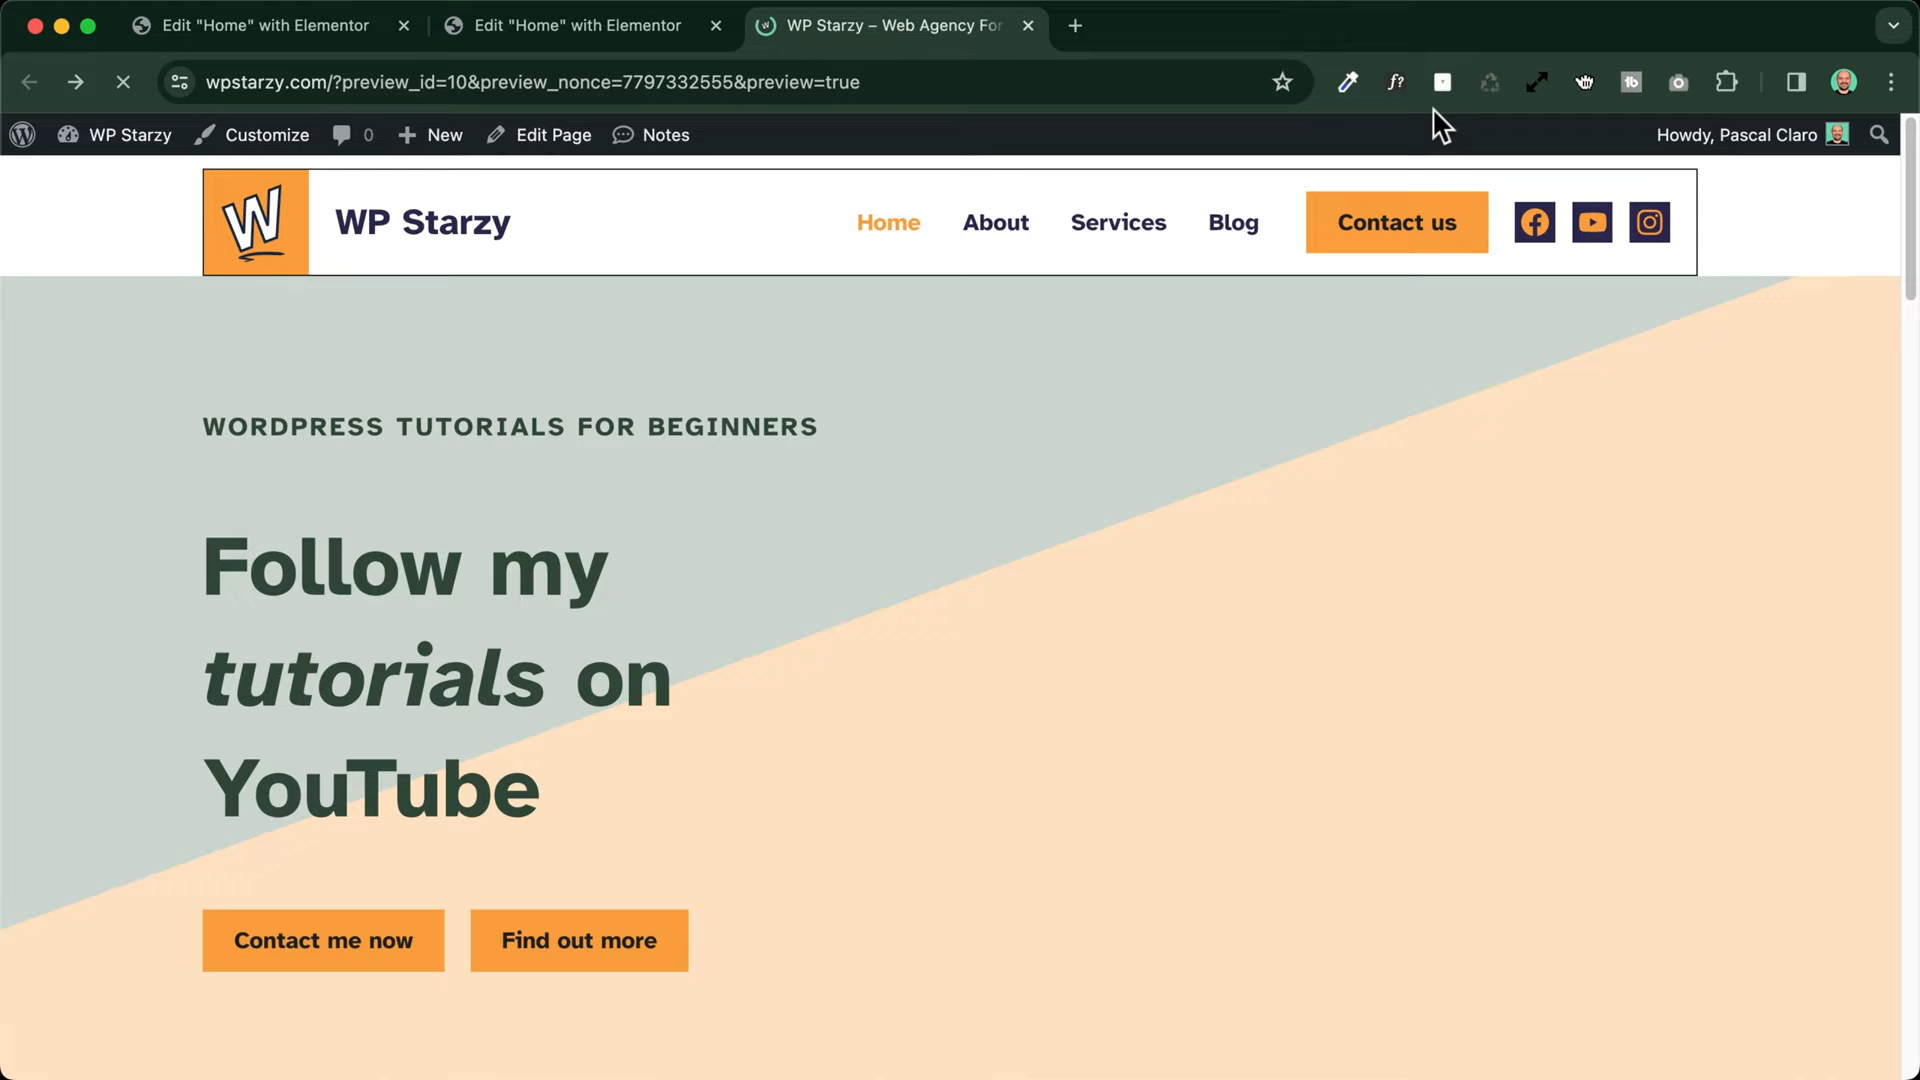 Edit "Home" with Elementor
Edit "Home" with Elementor
WP Starzy – Web Agency For
wpstarzy.com/?preview_id=10&preview_nonce=7797332555&preview=true
f?
tb
WP Starzy
Customize
0
New
Edit Page
Notes
Howdy, Pascal Claro
W
WP Starzy
Home
About
Services
Blog
Contact us
WORDPRESS TUTORIALS FOR BEGINNERS
Follow my
tutorials on
YouTube
Contact me now
Find out more